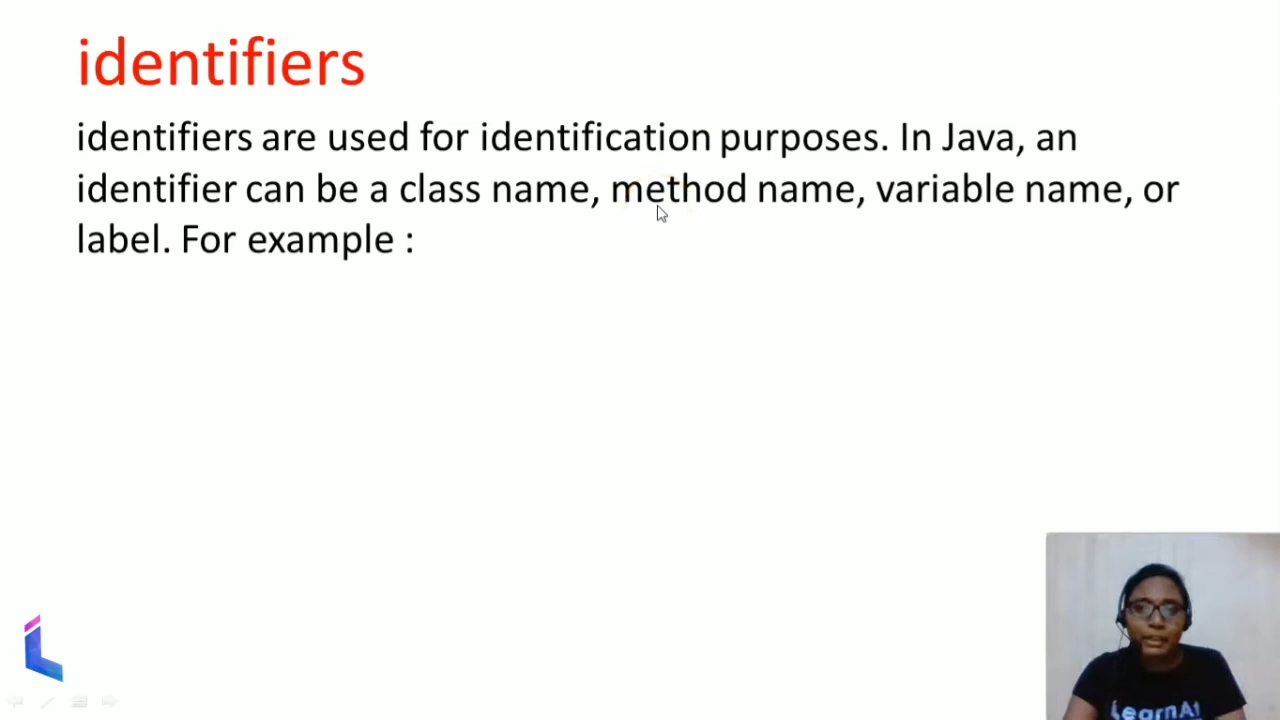 identifiers
identifiers are used for identification purposes. In Java, an
identifier can be a class name, method name, variable name, or
label. For example :
LearnAt